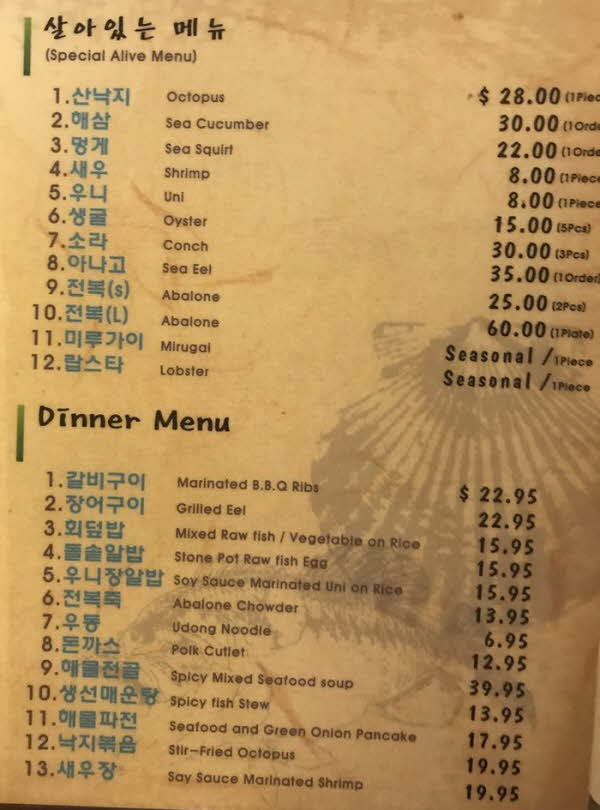 살아있는 메뉴
(Special Alive Menu)
1.산낙지 Octopus $ 28.00 (1Piec
2.해삼 Sea Cucumber 30.00 (1Orde
3.멍게 Sea Squirt 22.00 (1Orde
4.새우 Shrimp 8.00 (1Piece
5.우니 Uni 8.00 (1Piece
6.생굴 Oyster 15.00 (5Pcs)
7.소라 Conch 30.00 (3Pcs)
8.아나고 Sea Eel 35.00 (1Order)
9.전복(s) Abalone 25.00 (2Pcs)
10.전복(L) Abalone 60.00 (1Plate)
11.미루가이 Mirugai Seasonal /1Piece
12.랍스타 Lobster Seasonal /1Piece
Dinner Menu
1.갈비구이 Marinated B.B.Q Ribs $ 22.95
2.장어구이 Grilled Eel 22.95
3.회덮밥 Mixed Raw fish / Vegetable on Rice 15.95
4.돌솥알밥 Stone Pot Raw fish Egg 15.95
5.우니장알밥 Soy Sauce Marinated Uni on Rice 15.95
6.전복죽 Abalone Chowder 13.95
7.우동 Udong Noodle 6.95
8.돈까스 Polk Cutlet 12.95
9.해물전골 Spicy Mixed Seafood soup 39.95
10.생선매운탕 Spicy fish Stew 13.95
11.해물파전 Seafood and Green Onion Pancake 17.95
12.낙지볶음 Stir-Fried Octopus 19.95
13.새우장 Say Sauce Marinated Shrimp 19.95